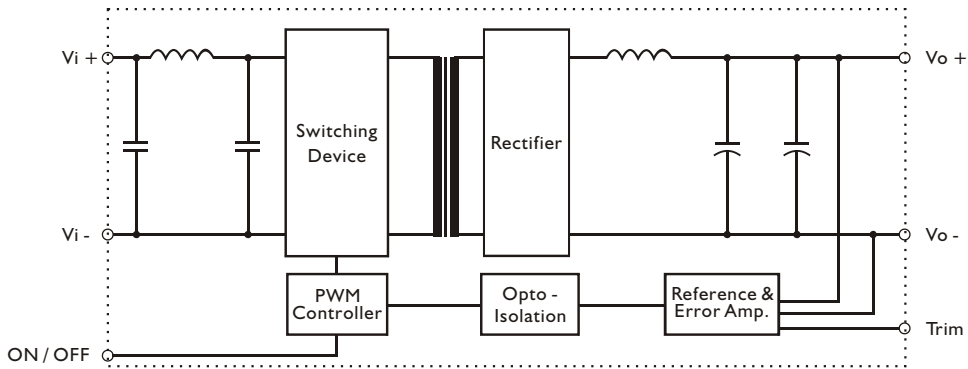 Vi +
Switching
Device
Rectifier
Vo +
Vi -
Vo -
PWM
Controller
Opto -
Isolation
Reference &
Error Amp.
Trim
ON / OFF